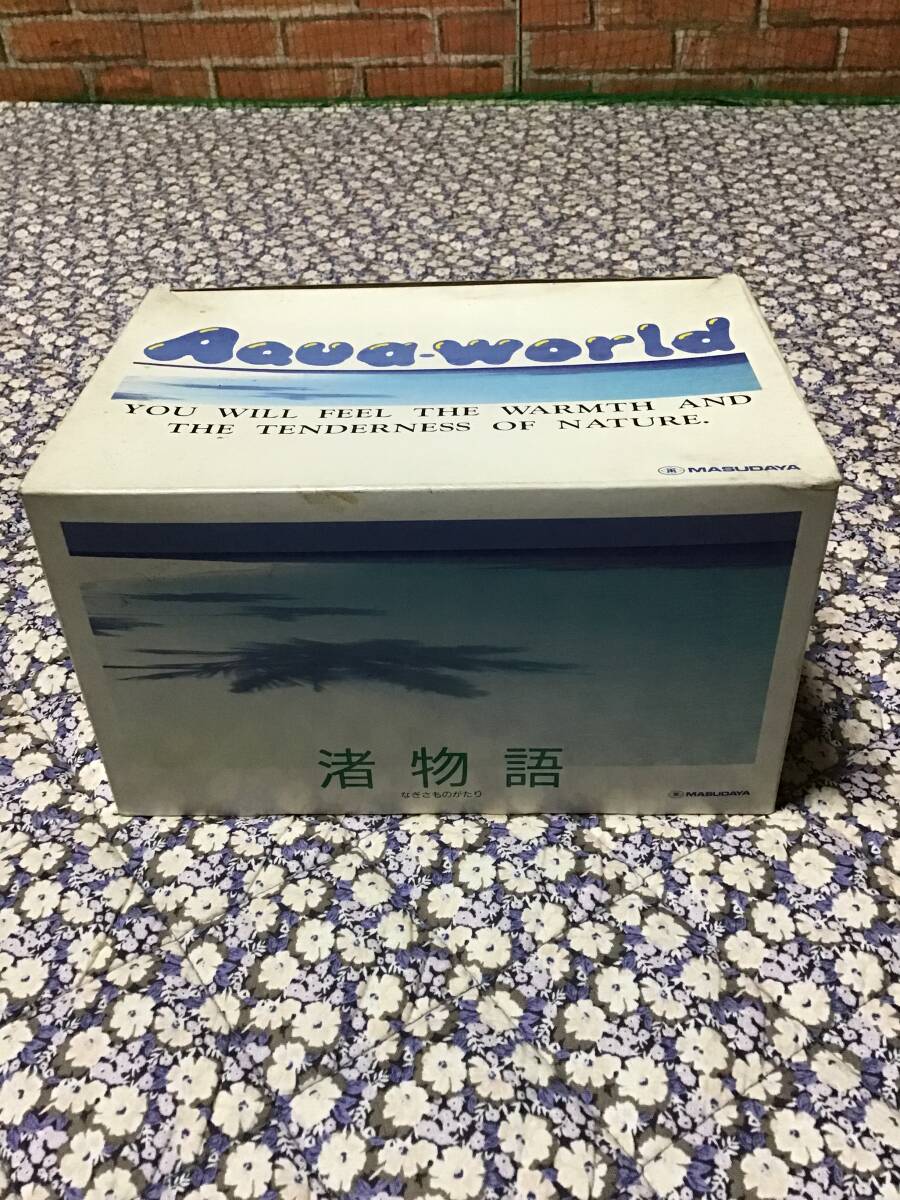 Aqua-world
YOU WILL FEEL THE WARMTH AND
THE TENDERNESS OF NATURE.
MASUDAYA
渚物語
なぎさものがたり
MASUDAYA